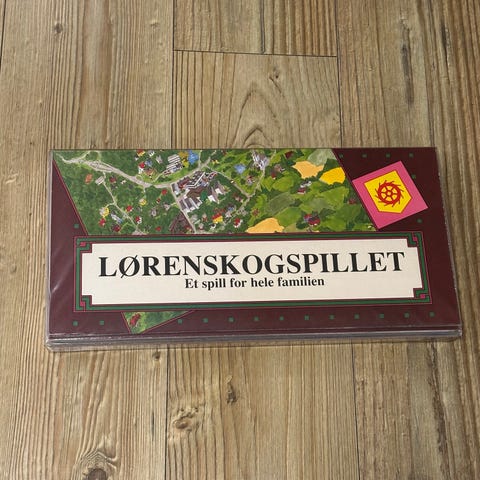 LØRENSKOGSPILLET
Et spill for hele familien